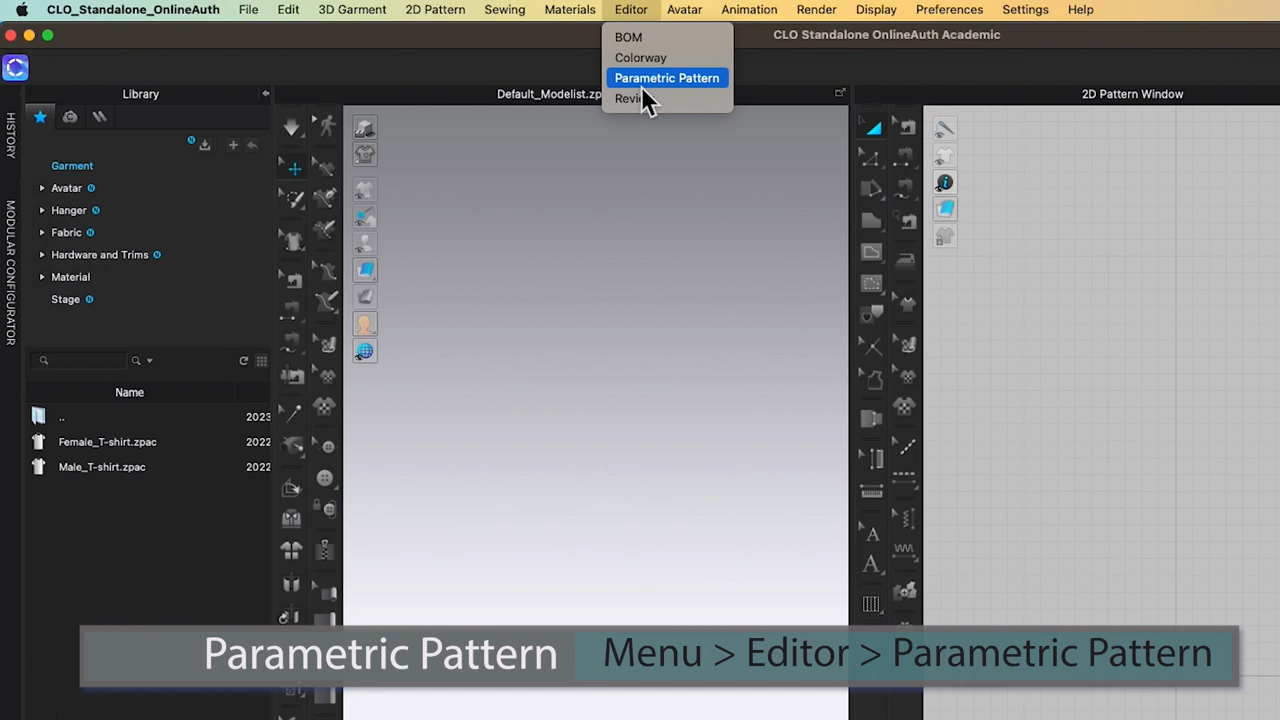 CLO_Standalone_OnlineAuth File Edit 3D Garment 2D Pattern Sewing Materials Editor Avatar Animation Render Display Preferences Settings Help
CLO Standalone OnlineAuth Academic
BOM
Colorway
Parametric Pattern
Library
Default_Modelist.zp
2D Pattern Window
HISTORY
MODULAR CONFIGURATOR
Garment
Avatar N
Hanger N
Fabric N
Hardware and Trims N
Material
Stage N
Name
.. 2023
Female_T-shirt.zpac 2022
Male_T-shirt.zpac 2022
Parametric Pattern Menu > Editor > Parametric Pattern